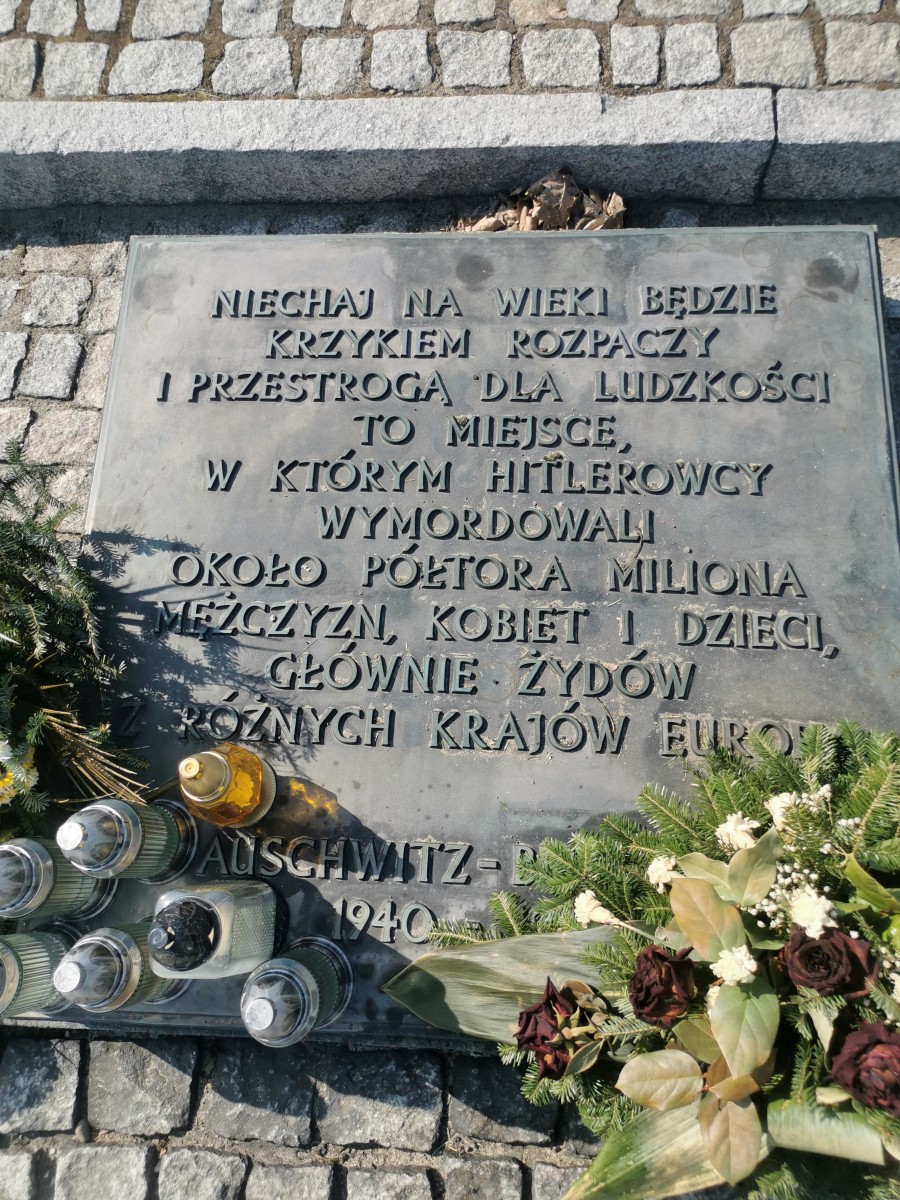 NIECHAJ NA WIEKI BĘDZIE
KRZYKIEM ROZPACZY
I PRZESTROGĄ DLA LUDZKOŚCI
TO MIEJSCE,
W KTÓRYM HITLEROWCY
WYMORDOWALI
OKOŁO PÓŁTORA MILIONA
MĘŻCZYZN, KOBIET I DZIECI,
GŁÓWNIE ŻYDÓW
Z RÓŻNYCH KRAJÓW
AUSCHWITZ-
1940